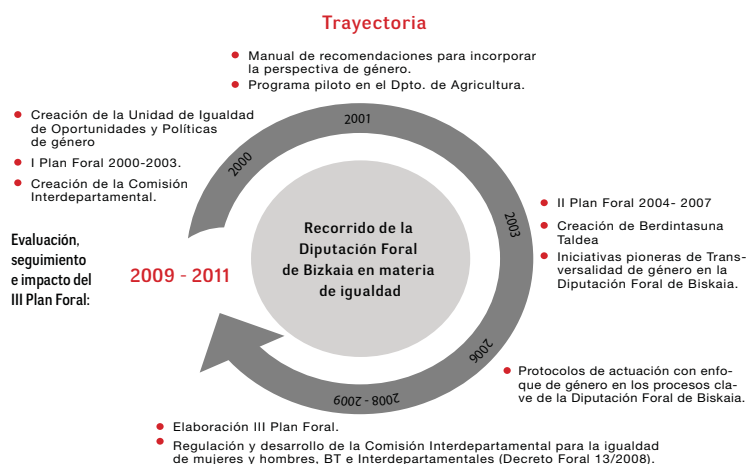 Trayectoria
Manual de recomendaciones para incorporar
la perspectiva de género.
Programa piloto en el Dpto. de Agricultura.
Creación de la Unidad de Igualdad
de Oportunidades y Políticas
de género
I Plan Foral 2000-2003.
Creación de la Comisión
Interdepartamental.
2000
2001
2003
II Plan Foral 2004- 2007
Creación de Berdintasuna
Taldea
Iniciativas pioneras de Trans-
versalidad de género en la
Diputación Foral de Biskaia.
Recorrido de la
Diputación Foral
de Bizkaia en materia
de igualdad
Evaluación,
seguimiento
e impacto del
III Plan Foral:
2009 - 2011
2006
Protocolos de actuación con enfo-
que de género en los procesos cla-
ve de la Diputación Foral de Biskaia.
2008 - 2009
Elaboración III Plan Foral.
Regulación y desarrollo de la Comisión Interdepartamental para la igualdad
de mujeres y hombres, BT e Interdepartamentales (Decreto Foral 13/2008).